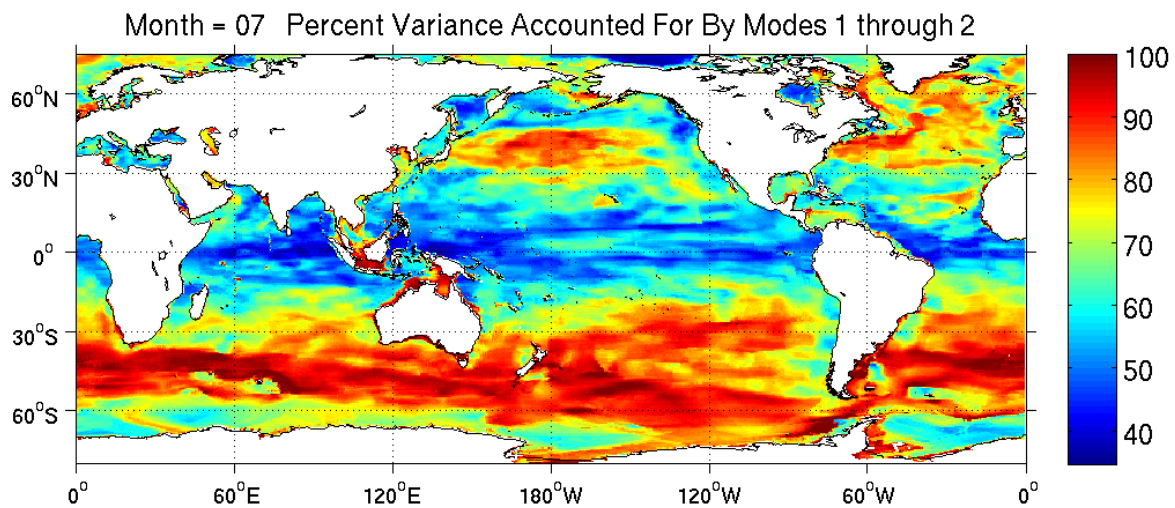 Month = 07 Percent Variance Accounted For By Modes 1 through 2
60°N
30°N
0°
30°S
60°S
0° 60°E 120°E 180°W 120°W 60°W 0°
100
90
80
70
60
50
40